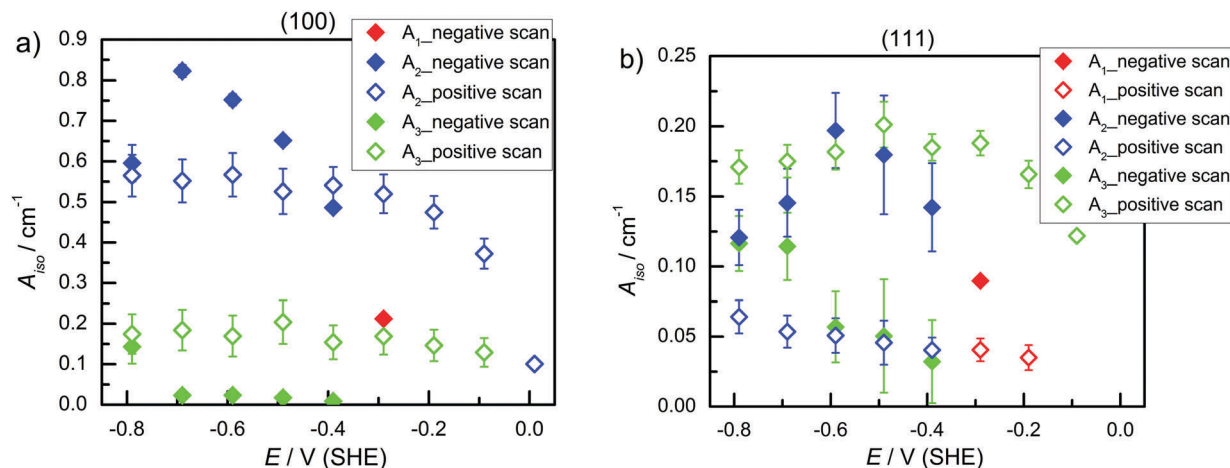 a)
(100)
A₁_negative scan
A₂_negative scan
A₂_positive scan
A₃_negative scan
A₃_positive scan
A_iso / cm⁻¹
0.9
0.8
0.7
0.6
0.5
0.4
0.3
0.2
0.1
0.0
-0.8 -0.6 -0.4 -0.2 0.0
E / V (SHE)
b)
(111)
A₁_negative scan
A₁_positive scan
A₂_negative scan
A₂_positive scan
A₃_negative scan
A₃_positive scan
A_iso / cm⁻¹
0.25
0.20
0.15
0.10
0.05
0.00
-0.8 -0.6 -0.4 -0.2 0.0
E / V (SHE)